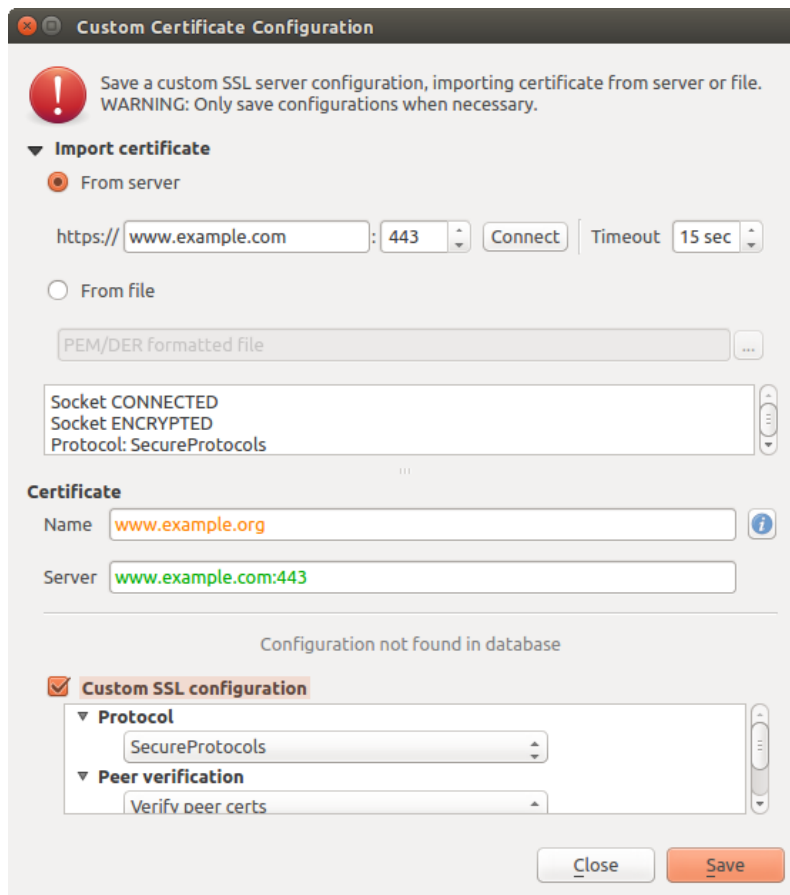 Custom Certificate Configuration
Save a custom SSL server configuration, importing certificate from server or file.
WARNING: Only save configurations when necessary.
Import certificate
From server
https:// www.example.com : 443 Connect Timeout 15 sec
From file
PEM/DER formatted file ...
Socket CONNECTED
Socket ENCRYPTED
Protocol: SecureProtocols
Certificate
Name www.example.org
Server www.example.com:443
Configuration not found in database
Custom SSL configuration
Protocol
SecureProtocols
Peer verification
Verify peer certs
Close Save